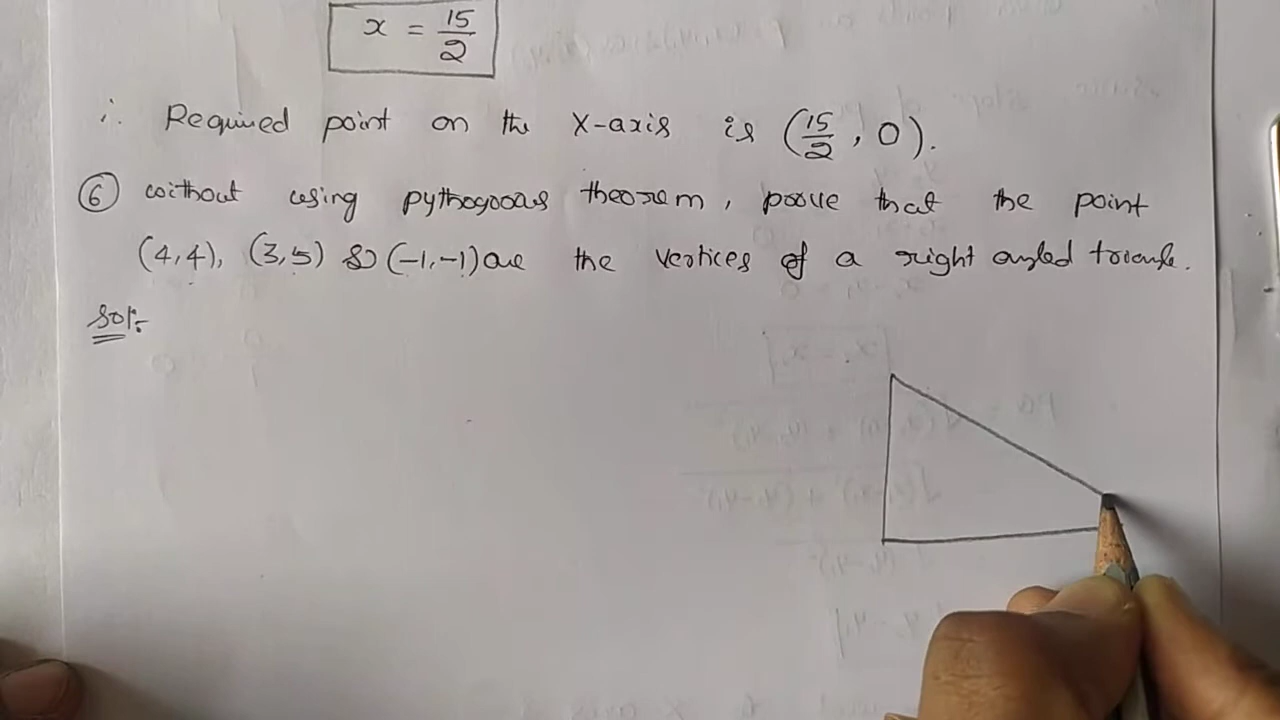 x = 15/2
∴ Required point on the X-axis is (15/2, 0).
⑥ without using pythogoras theorem, prove that the point
(4,4), (3,5) & (-1,-1) are the vertices of a right angled triangle.
Sol:-